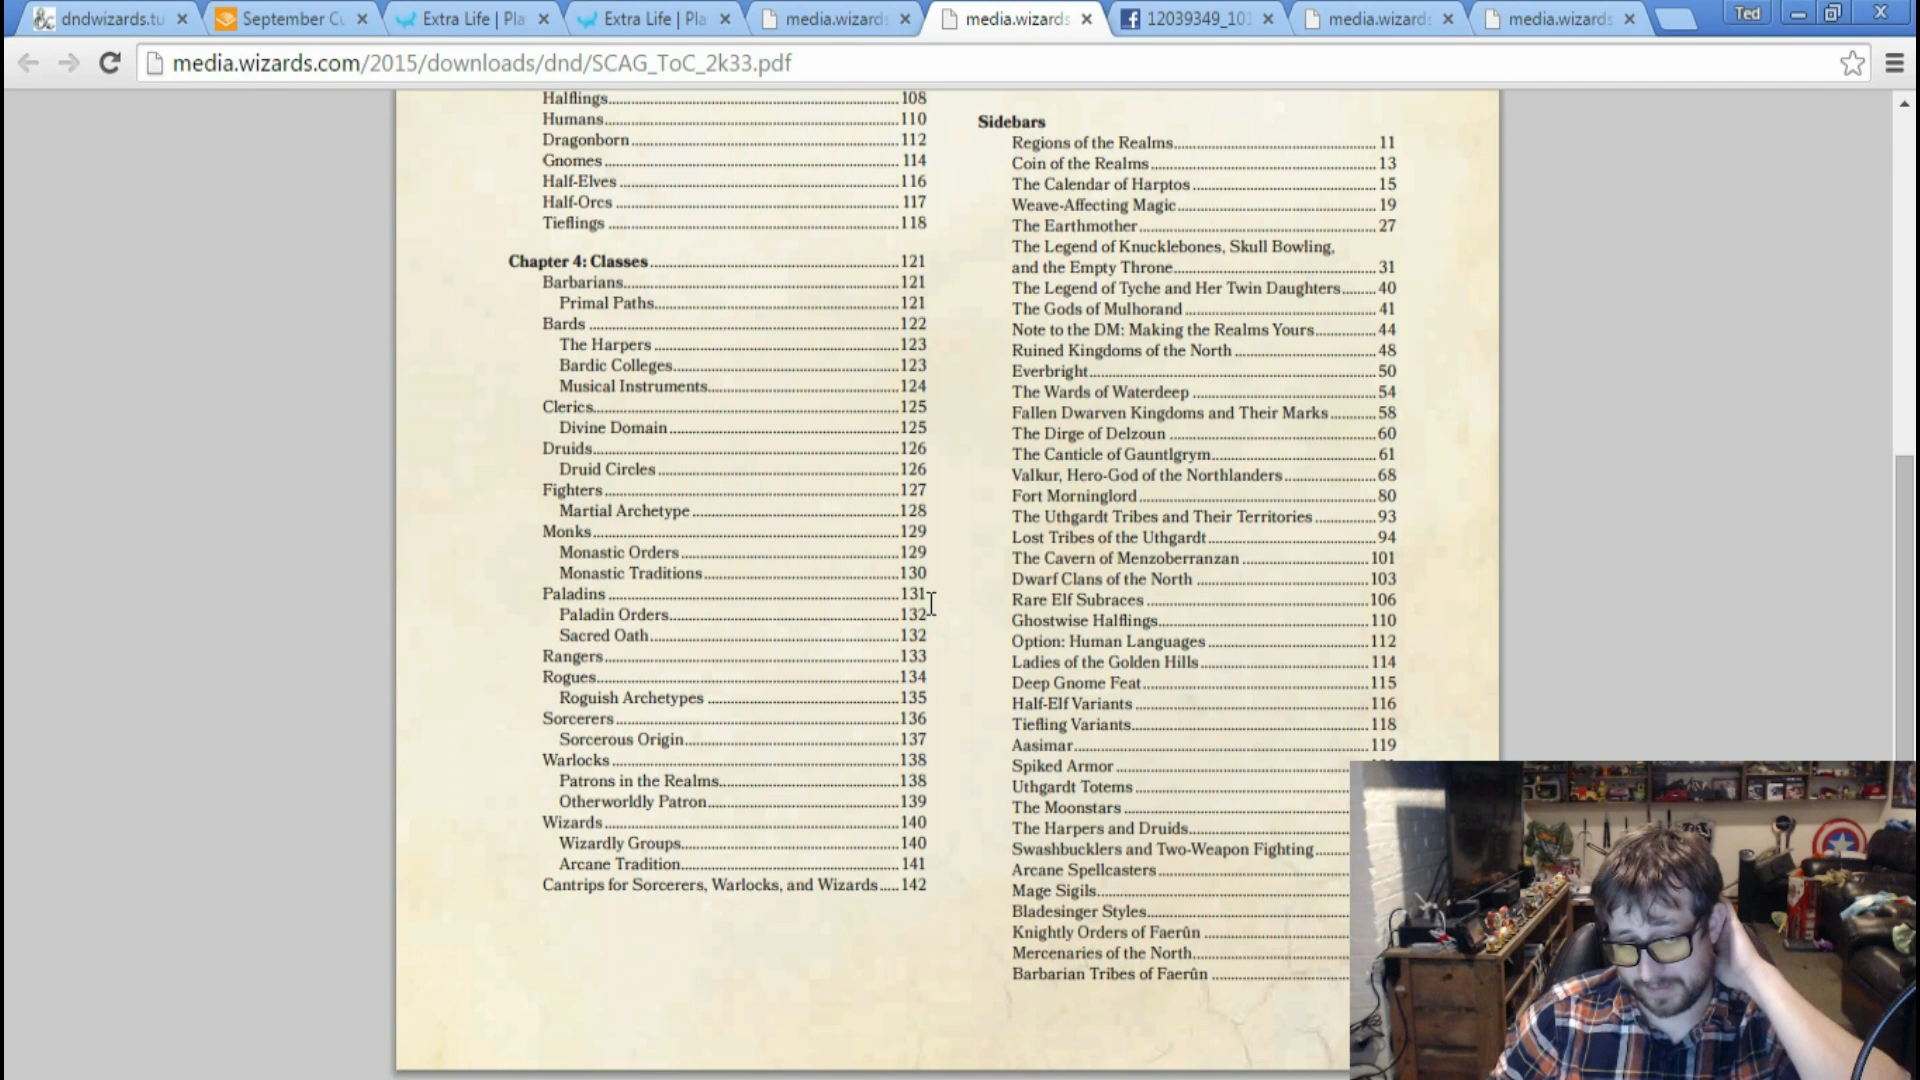 dndwizards.tu
September Cu
Extra Life | Pla
Extra Life | Pla
media.wizards
media.wizards
12039349_10
media.wizards
media.wizards
Ted
media.wizards.com/2015/downloads/dnd/SCAG_ToC_2k33.pdf
Halflings 108
Humans 110
Dragonborn 112
Gnomes 114
Half-Elves 116
Half-Orcs 117
Tieflings 118
Chapter 4: Classes 121
Barbarians 121
Primal Paths 121
Bards 122
The Harpers 123
Bardic Colleges 123
Musical Instruments 124
Clerics 125
Divine Domain 125
Druids 126
Druid Circles 126
Fighters 127
Martial Archetype 128
Monks 129
Monastic Orders 129
Monastic Traditions 130
Paladins 131
Paladin Orders 132
Sacred Oath 132
Rangers 133
Rogues 134
Roguish Archetypes 135
Sorcerers 136
Sorcerous Origin 137
Warlocks 138
Patrons in the Realms 138
Otherworldly Patron 139
Wizards 140
Wizardly Groups 140
Arcane Tradition 141
Cantrips for Sorcerers, Warlocks, and Wizards 142
Sidebars
Regions of the Realms 11
Coin of the Realms 13
The Calendar of Harptos 15
Weave-Affecting Magic 19
The Earthmother 27
The Legend of Knucklebones, Skull Bowling,
and the Empty Throne 31
The Legend of Tyche and Her Twin Daughters 40
The Gods of Mulhorand 41
Note to the DM: Making the Realms Yours 44
Ruined Kingdoms of the North 48
Everbright 50
The Wards of Waterdeep 54
Fallen Dwarven Kingdoms and Their Marks 58
The Dirge of Delzoun 60
The Canticle of Gauntlgrym 61
Valkur, Hero-God of the Northlanders 68
Fort Morninglord 80
The Uthgardt Tribes and Their Territories 93
Lost Tribes of the Uthgardt 94
The Cavern of Menzoberranzan 101
Dwarf Clans of the North 103
Rare Elf Subraces 106
Ghostwise Halflings 110
Option: Human Languages 112
Ladies of the Golden Hills 114
Deep Gnome Feat 115
Half-Elf Variants 116
Tiefling Variants 118
Aasimar 119
Spiked Armor
Uthgardt Totems
The Moonstars
The Harpers and Druids
Swashbucklers and Two-Weapon Fighting
Arcane Spellcasters
Mage Sigils
Bladesinger Styles
Knightly Orders of Faerûn
Mercenaries of the North
Barbarian Tribes of Faerûn